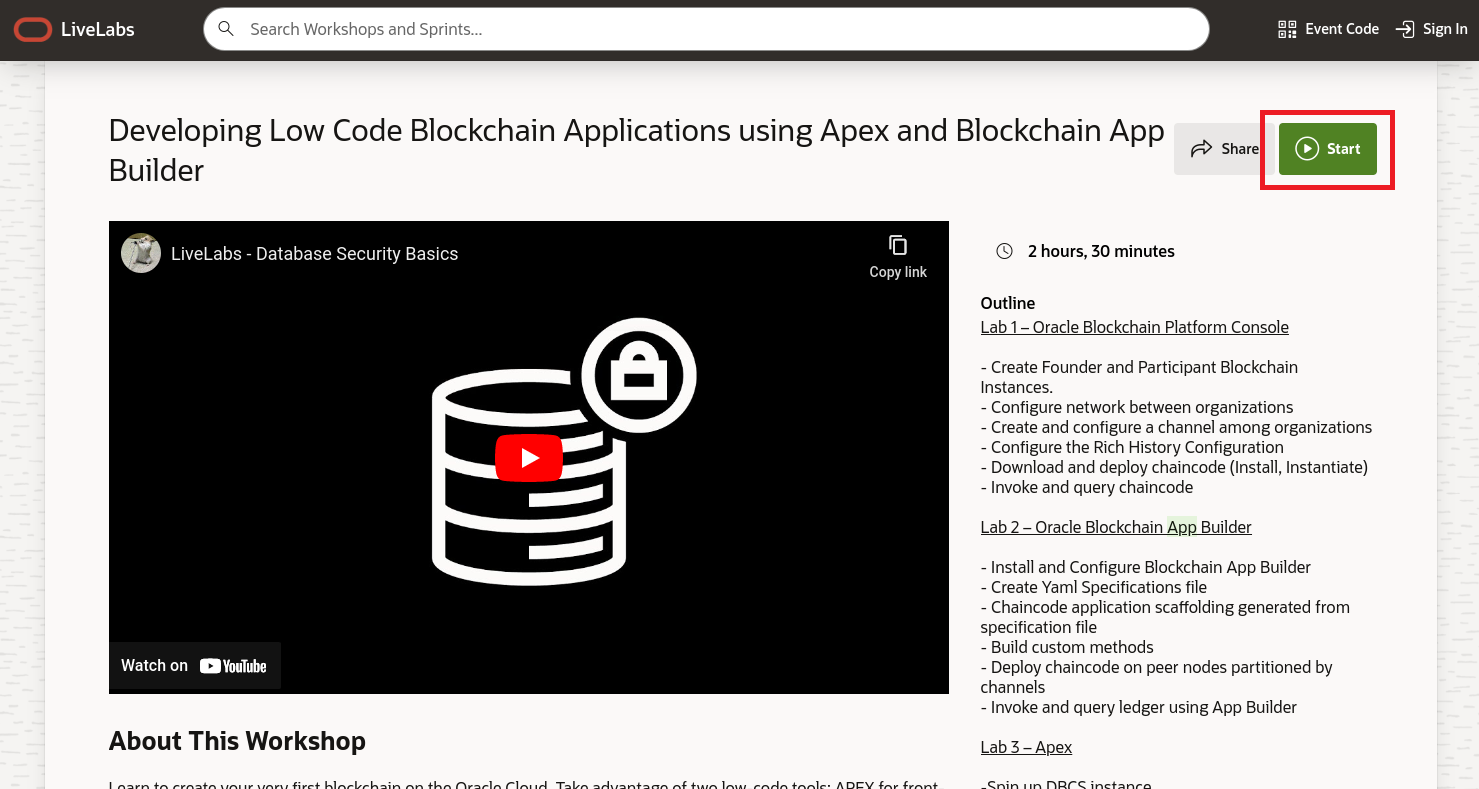 LiveLabs
Search Workshops and Sprints...
Event Code
Sign In
Developing Low Code Blockchain Applications using Apex and Blockchain App
Builder
Share
Start
LiveLabs - Database Security Basics
Copy link
Watch on YouTube
2 hours, 30 minutes
Outline
Lab 1 – Oracle Blockchain Platform Console
- Create Founder and Participant Blockchain
Instances.
- Configure network between organizations
- Create and configure a channel among organizations
- Configure the Rich History Configuration
- Download and deploy chaincode (Install, Instantiate)
- Invoke and query chaincode
Lab 2 – Oracle Blockchain App Builder
- Install and Configure Blockchain App Builder
- Create Yaml Specifications file
- Chaincode application scaffolding generated from
specification file
- Build custom methods
- Deploy chaincode on peer nodes partitioned by
channels
- Invoke and query ledger using App Builder
Lab 3 – Apex
-Spin up DBCS instance
About This Workshop
Learn to create your very first blockchain on the Oracle Cloud. Take advantage of two low-code tools: APEX for front-